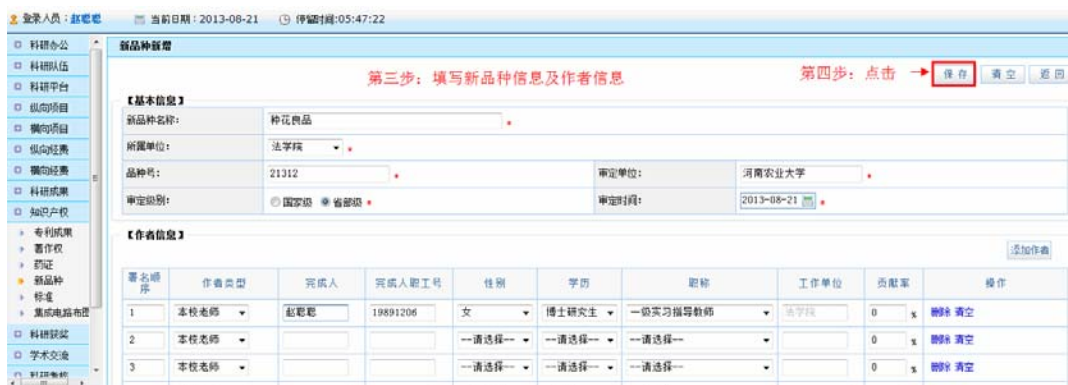 登录人员：赵聪聪 当前日期：2013-08-21 停留时间:05:47:22
科研办公
科研队伍
科研平台
纵向项目
横向项目
纵向经费
横向经费
科研成果
知识产权
专利成果
著作权
药证
新品种
标准
集成电路布图
科研获奖
学术交流
科研考核
新品种新增
第三步：填写新品种信息及作者信息 第四步：点击 保存 清空 返回
【基本信息】
新品种名称： 种花良品 *
所属单位： 法学院 *
品种号： 21312 * 审定单位： 河南农业大学 *
审定级别： 国家级 省部级 * 审定时间： 2013-08-21 *
【作者信息】
添加作者
署名顺序 作者类型 完成人 完成人职工号 性别 学历 职称 工作单位 贡献率 操作
1 本校老师 赵聪聪 19891206 女 博士研究生 一级实习指导教师 法学院 0 % 删除 清空
2 本校老师 --请选择-- --请选择-- --请选择-- 0 % 删除 清空
3 本校老师 --请选择-- --请选择-- --请选择-- 0 % 删除 清空